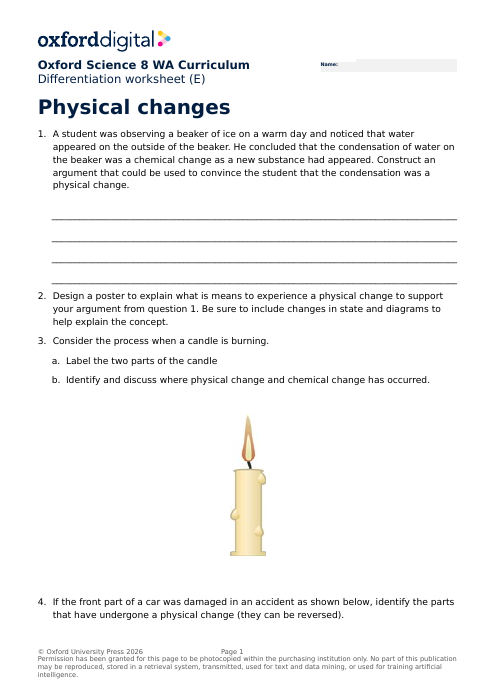 oxforddigital
Oxford Science 8 WA Curriculum
Name:
Differentiation worksheet (E)
Physical changes
1. A student was observing a beaker of ice on a warm day and noticed that water
appeared on the outside of the beaker. He concluded that the condensation of water on
the beaker was a chemical change as a new substance had appeared. Construct an
argument that could be used to convince the student that the condensation was a
physical change.
2. Design a poster to explain what is means to experience a physical change to support
your argument from question 1. Be sure to include changes in state and diagrams to
help explain the concept.
3. Consider the process when a candle is burning.
a. Label the two parts of the candle
b. Identify and discuss where physical change and chemical change has occurred.
4. If the front part of a car was damaged in an accident as shown below, identify the parts
that have undergone a physical change (they can be reversed).
© Oxford University Press 2026 Page 1
Permission has been granted for this page to be photocopied within the purchasing institution only. No part of this publication
may be reproduced, stored in a retrieval system, transmitted, used for text and data mining, or used for training artificial
intelligence.